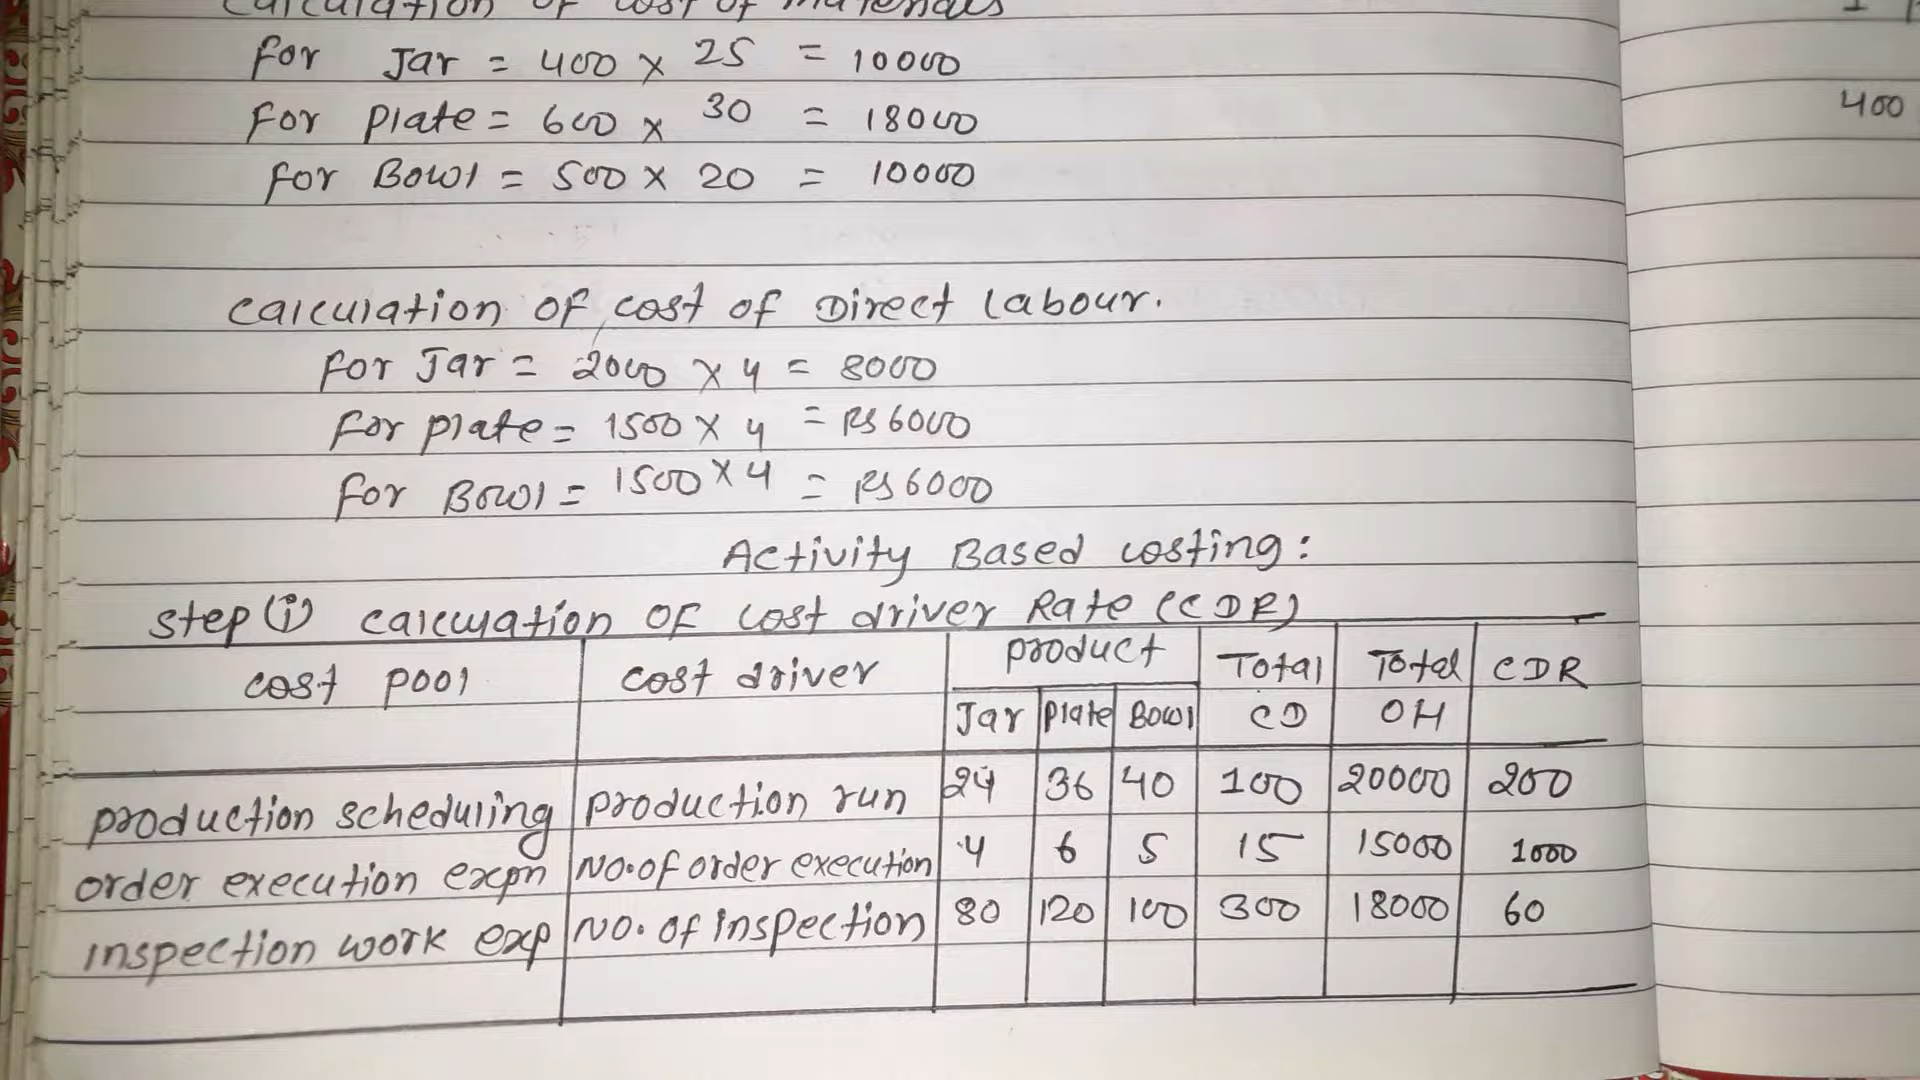 Calculation of cost of materials
For Jar = 400 × 25 = 10000
For plate = 600 × 30 = 18000
For Bowl = 500 × 20 = 10000
400
Calculation of cost of Direct labour.
For Jar = 2000 × 4 = 8000
For plate = 1500 × 4 = Rs 6000
For Bowl = 1500 × 4 = Rs 6000
Activity Based costing:
Step (i) calculation of cost driver Rate (CDR)
cost pool cost driver product Total CD Total OH CDR
Jar Plate Bowl
production scheduling production run 24 36 40 100 20000 200
order execution expn No. of order execution 4 6 5 15 15000 1000
inspection work exp No. of inspection 80 120 100 300 18000 60